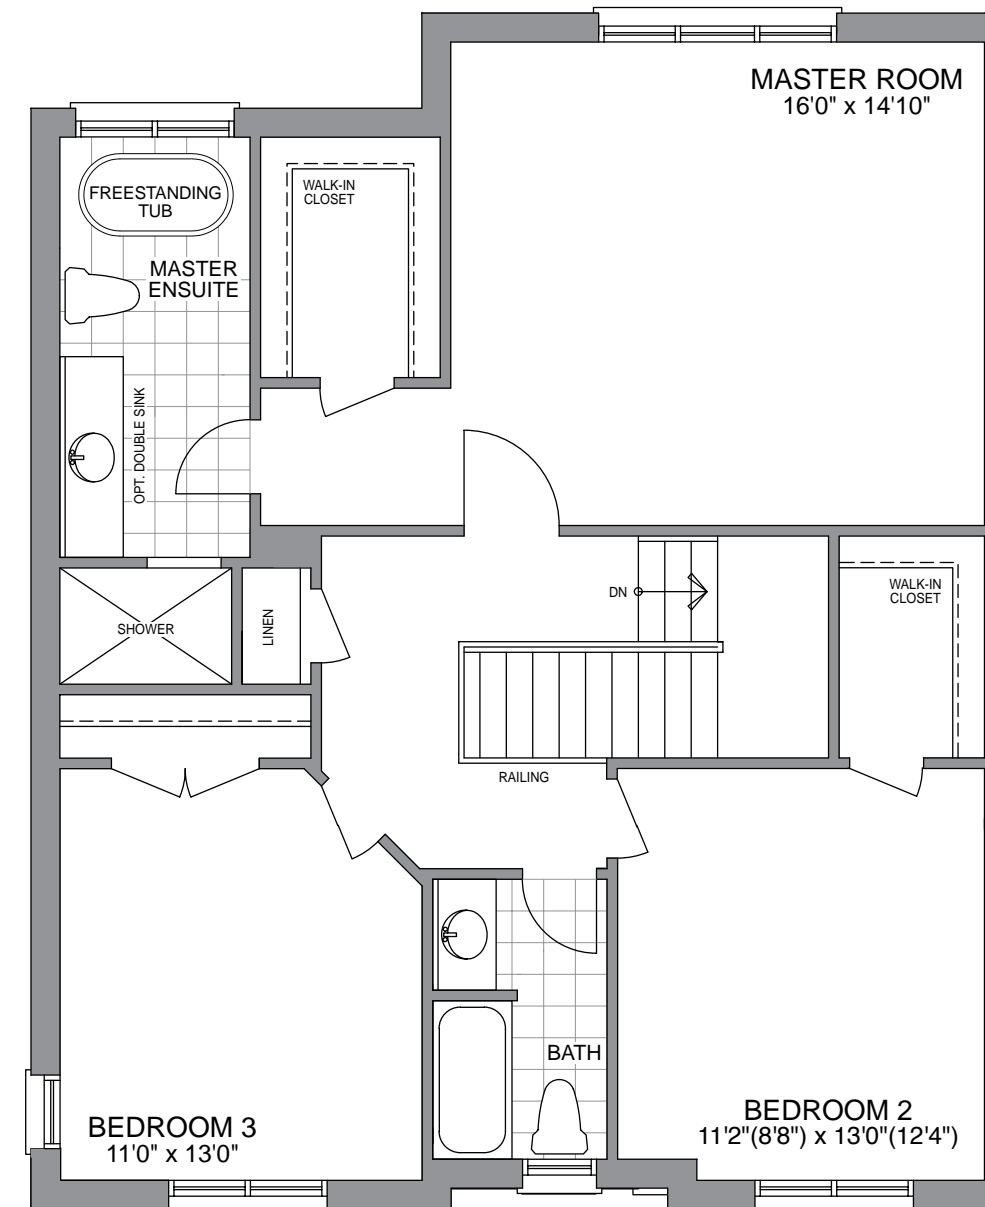 MASTER ROOM
16'0" x 14'10"
FREESTANDING
TUB
WALK-IN
CLOSET
MASTER
ENSUITE
OPT. DOUBLE SINK
SHOWER
LINEN
DN
WALK-IN
CLOSET
RAILING
BATH
BEDROOM 3
11'0" x 13'0"
BEDROOM 2
11'2"(8'8") x 13'0"(12'4")